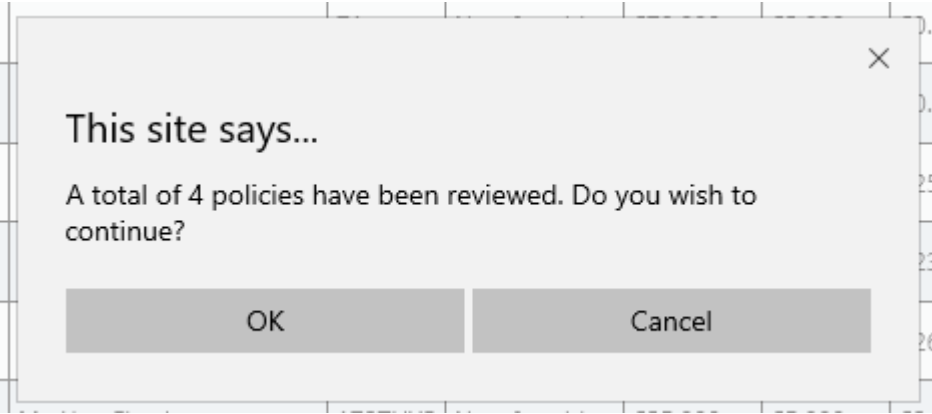 This site says...
A total of 4 policies have been reviewed. Do you wish to
continue?
OK
Cancel